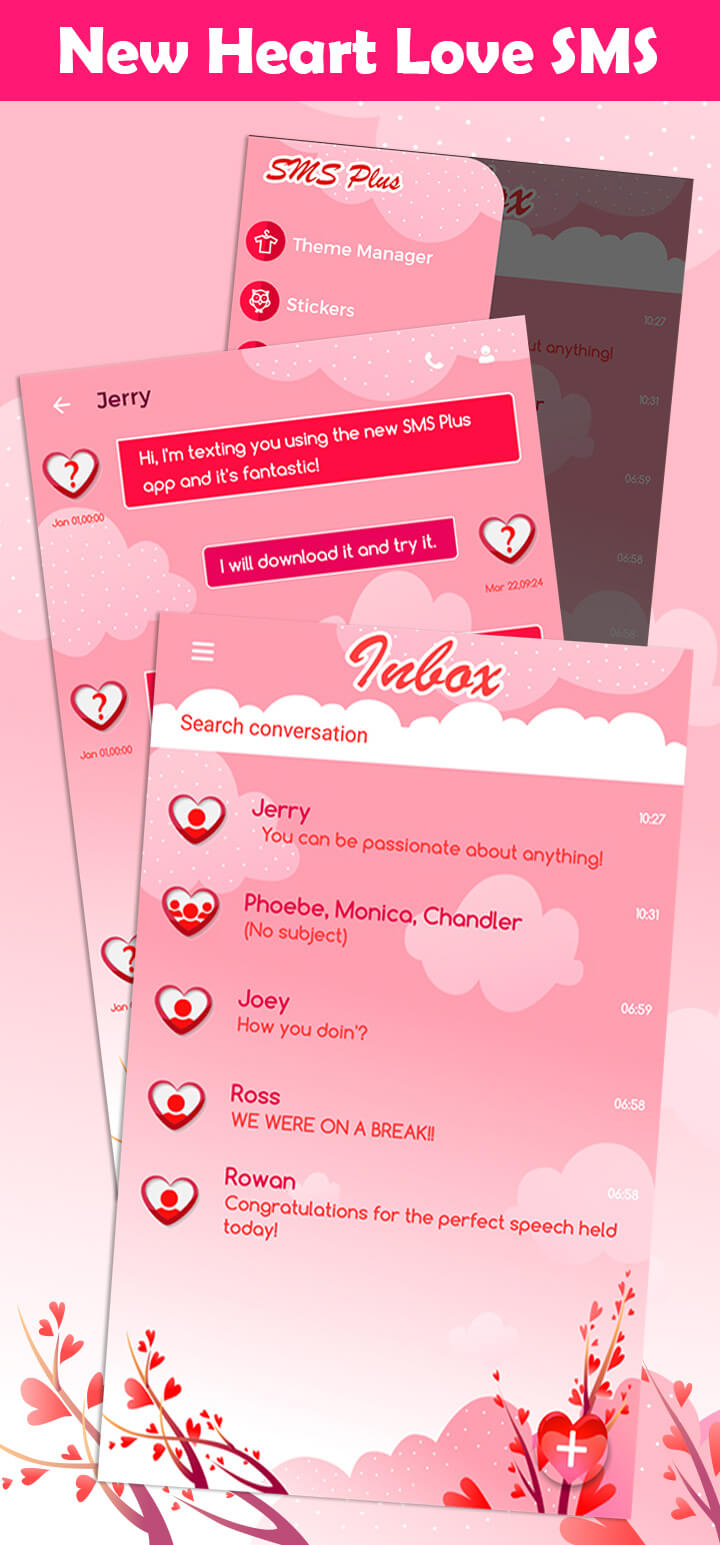 New Heart Love SMS
SMS Plus
Theme Manager
Stickers
10:27
ut anything!
10:31
06:59
06:58
06:58
Jerry
Hi, I'm texting you using the new SMS Plus
app and it's fantastic!
?
Jan 01,00:00
I will download it and try it.
?
Mar 22,09:24
?
Jan 01,00:00
?
Jan
Inbox
Search conversation
Jerry
10:27
You can be passionate about anything!
Phoebe, Monica, Chandler
10:31
(No subject)
Joey
06:59
How you doin'?
Ross
06:58
WE WERE ON A BREAK!!
Rowan
06:58
Congratulations for the perfect speech held
today!